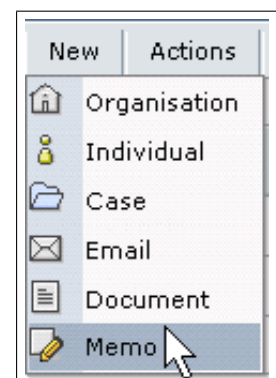 New Actions
Organisation
Individual
Case
Email
Document
Memo